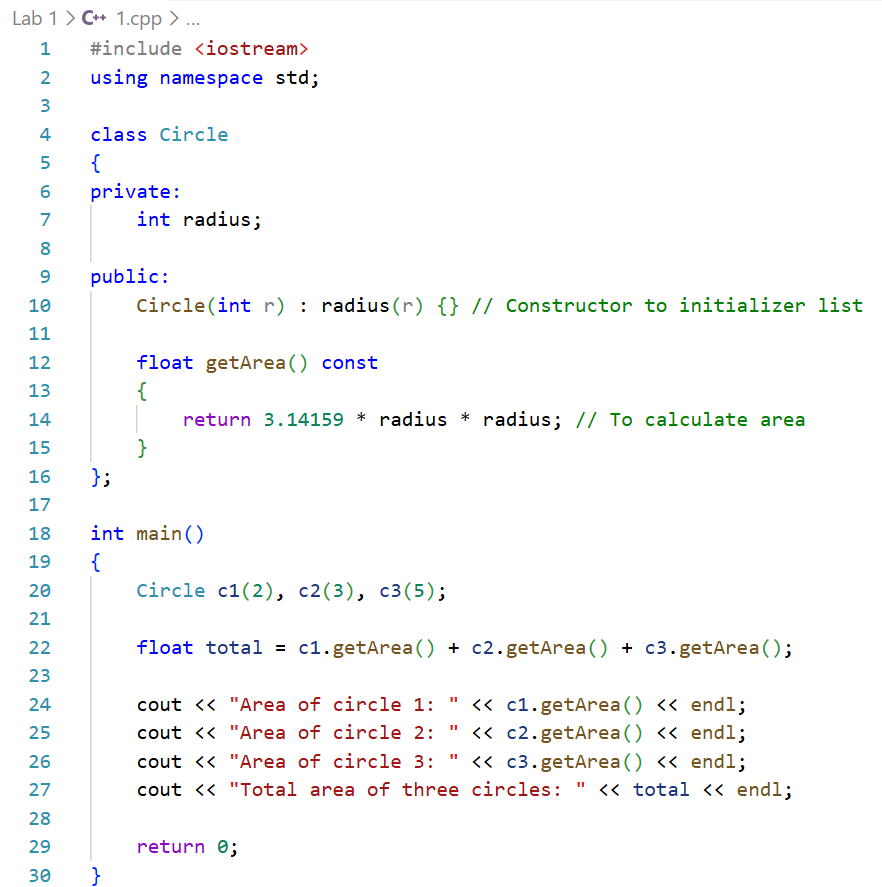 Lab 1 > C++ 1.cpp > ...
1 #include <iostream>
2 using namespace std;
3
4 class Circle
5 {
6 private:
7     int radius;
8
9 public:
10     Circle(int r) : radius(r) {} // Constructor to initializer list
11
12     float getArea() const
13     {
14         return 3.14159 * radius * radius; // To calculate area
15     }
16 };
17
18 int main()
19 {
20     Circle c1(2), c2(3), c3(5);
21
22     float total = c1.getArea() + c2.getArea() + c3.getArea();
23
24     cout << "Area of circle 1: " << c1.getArea() << endl;
25     cout << "Area of circle 2: " << c2.getArea() << endl;
26     cout << "Area of circle 3: " << c3.getArea() << endl;
27     cout << "Total area of three circles: " << total << endl;
28
29     return 0;
30 }